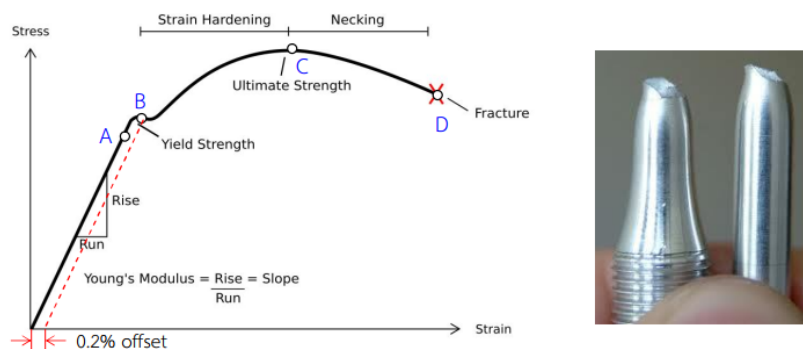 Strain Hardening
Necking
Stress
C
Ultimate Strength
B
A
Yield Strength
D
Fracture
Rise
Run
Young's Modulus = Rise = Slope
Run
Strain
0.2% offset